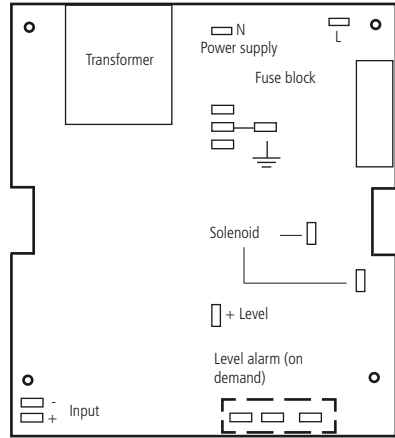 N
L
Power supply
Transformer
Fuse block
Solenoid
+ Level
Level alarm (on
demand)
-
+
Input